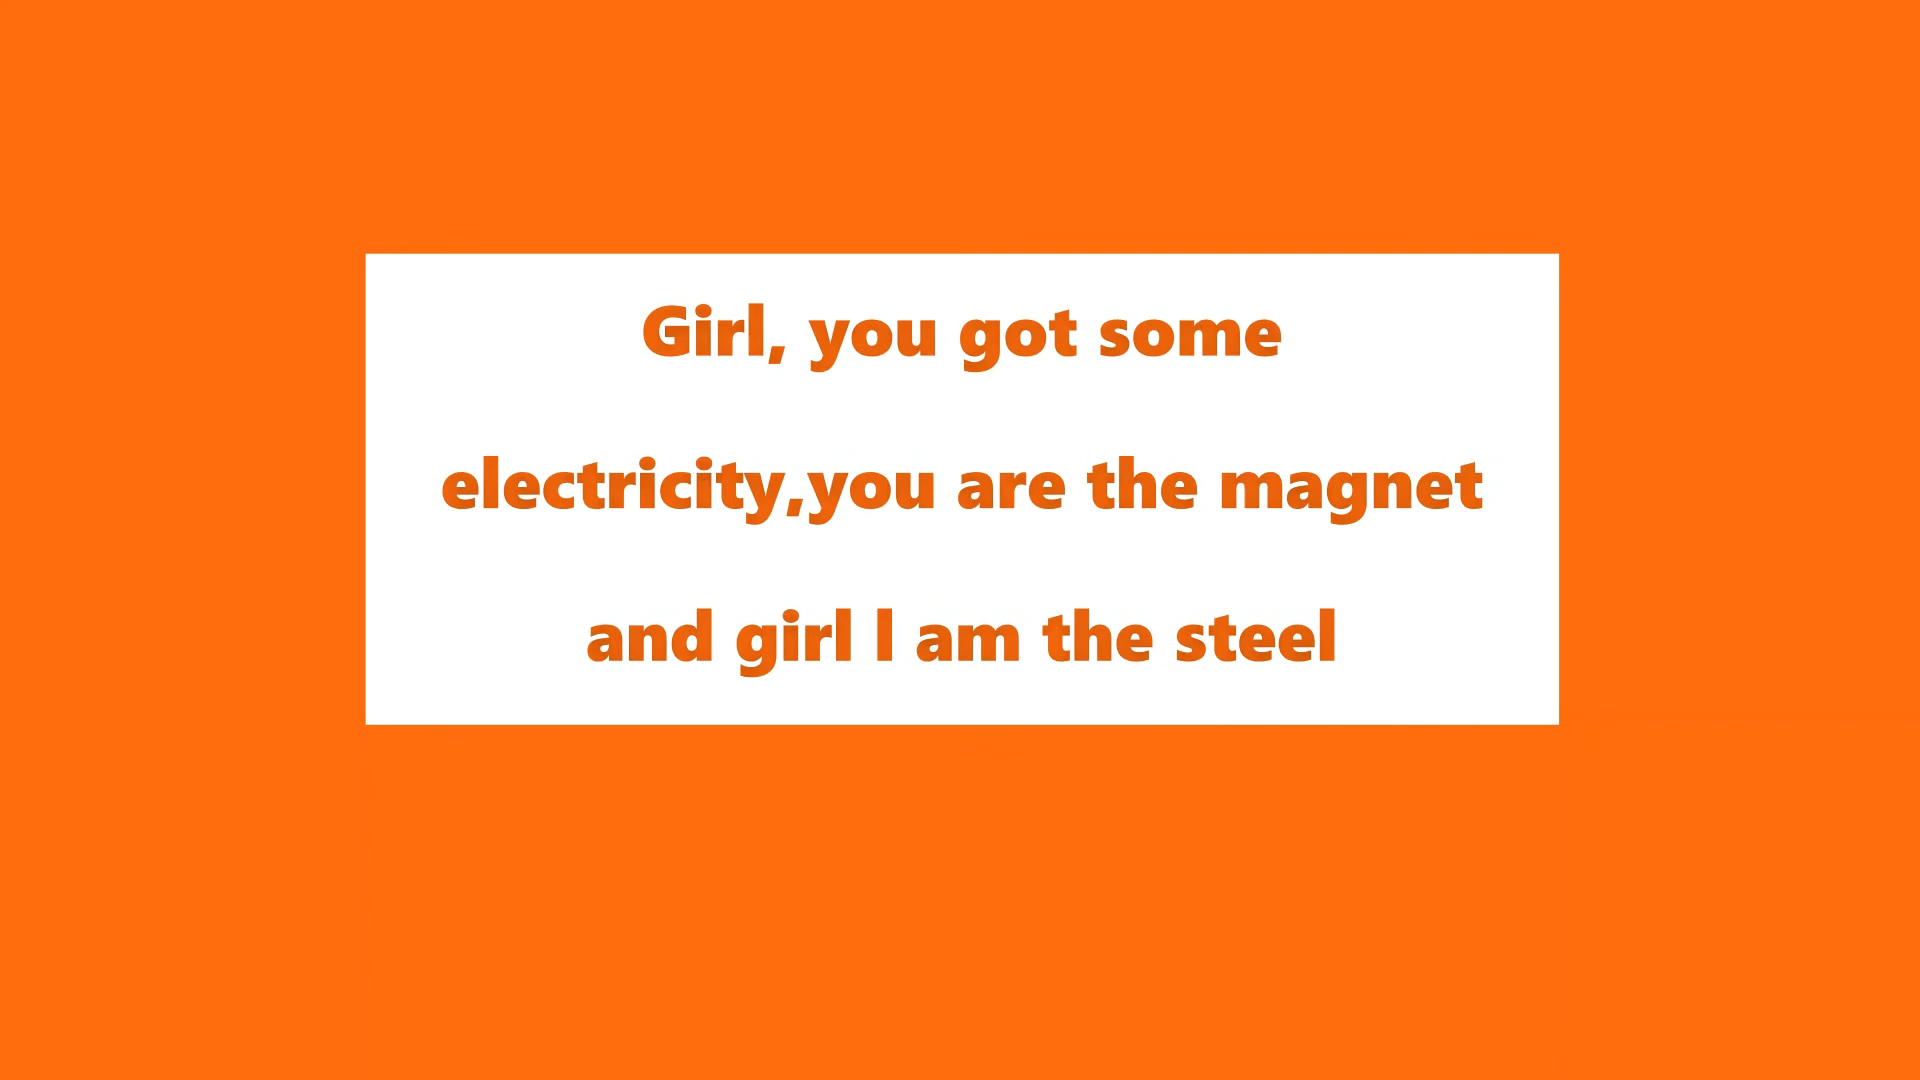 Girl, you got some
electricity,you are the magnet
and girl I am the steel